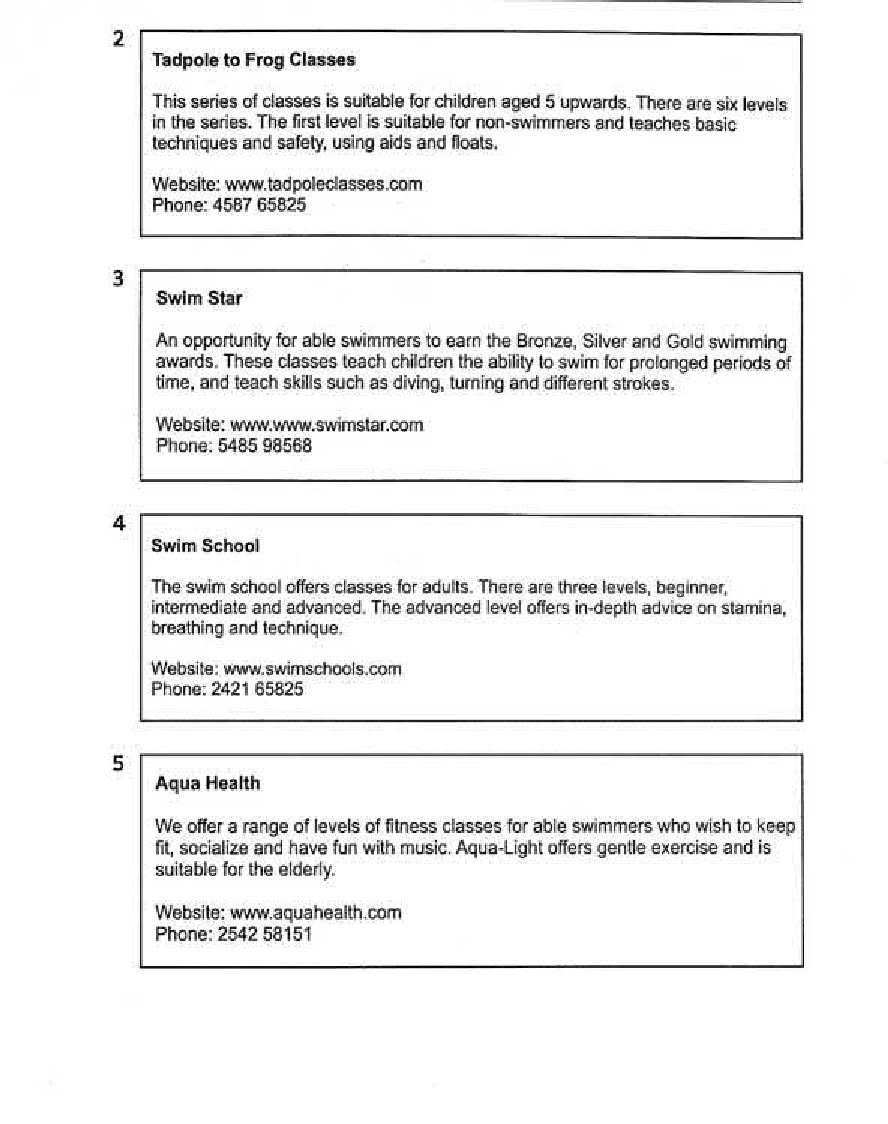 2
Tadpole to Frog Classes
This series of classes is suitable for children aged 5 upwards. There are six levels
in the series. The first level is suitable for non-swimmers and teaches basic
techniques and safety, using aids and floats.
Website: www.tadpoleclasses.com
Phone: 4587 65825
3
Swim Star
An opportunity for able swimmers to earn the Bronze, Silver and Gold swimming
awards. These classes teach children the ability to swim for prolonged periods of
time, and teach skills such as diving, turning and different strokes.
Website: www.www.swimstar.com
Phone: 5485 98568
4
Swim School
The swim school offers classes for adults. There are three levels, beginner,
intermediate and advanced. The advanced level offers in-depth advice on stamina,
breathing and technique.
Website: www.swimschools.com
Phone: 2421 65825
5
Aqua Health
We offer a range of levels of fitness classes for able swimmers who wish to keep
fit, socialize and have fun with music. Aqua-Light offers gentle exercise and is
suitable for the elderly.
Website: www.aquahealth.com
Phone: 2542 58151